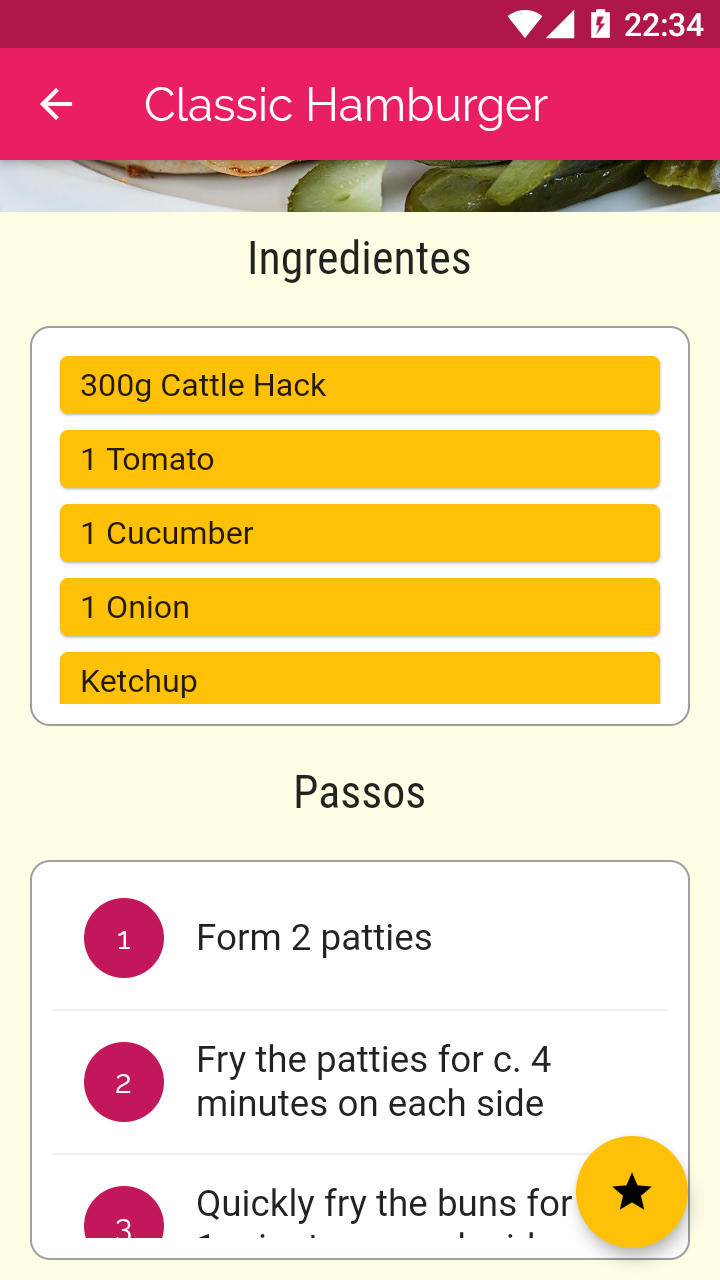 22:34
Classic Hamburger
Ingredientes
300g Cattle Hack
1 Tomato
1 Cucumber
1 Onion
Ketchup
Passos
1 Form 2 patties
2 Fry the patties for c. 4
minutes on each side
3 Quickly fry the buns for